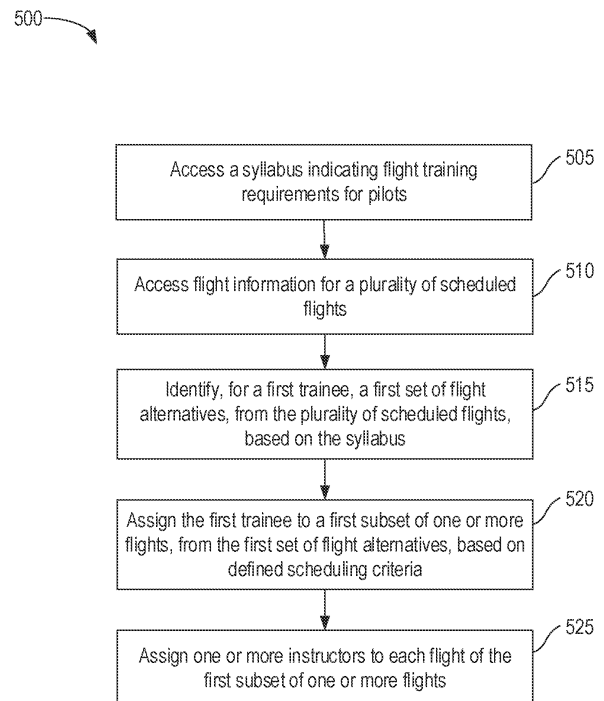 500
505
Access a syllabus indicating flight training
requirements for pilots
510
Access flight information for a plurality of scheduled
flights
515
Identify, for a first trainee, a first set of flight
alternatives, from the plurality of scheduled flights,
based on the syllabus
520
Assign the first trainee to a first subset of one or more
flights, from the first set of flight alternatives, based on
defined scheduling criteria
525
Assign one or more instructors to each flight of the
first subset of one or more flights